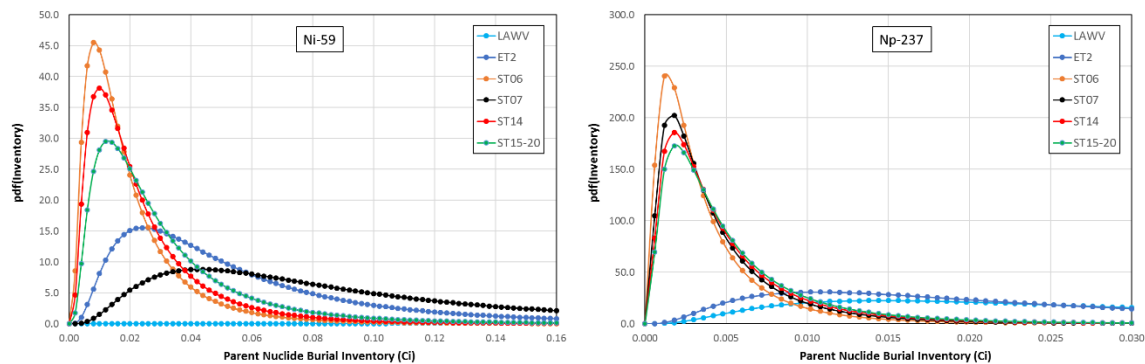 50.0
45.0
40.0
35.0
30.0
25.0
20.0
15.0
10.0
5.0
0.0
pdf(Inventory)
Ni-59
LAWV
ET2
ST06
ST07
ST14
ST15-20
0.00 0.02 0.04 0.06 0.08 0.10 0.12 0.14 0.16
Parent Nuclide Burial Inventory (Ci)
300.0
250.0
200.0
150.0
100.0
50.0
0.0
pdf(Inventory)
Np-237
LAWV
ET2
ST06
ST07
ST14
ST15-20
0.000 0.005 0.010 0.015 0.020 0.025 0.030
Parent Nuclide Burial Inventory (Ci)